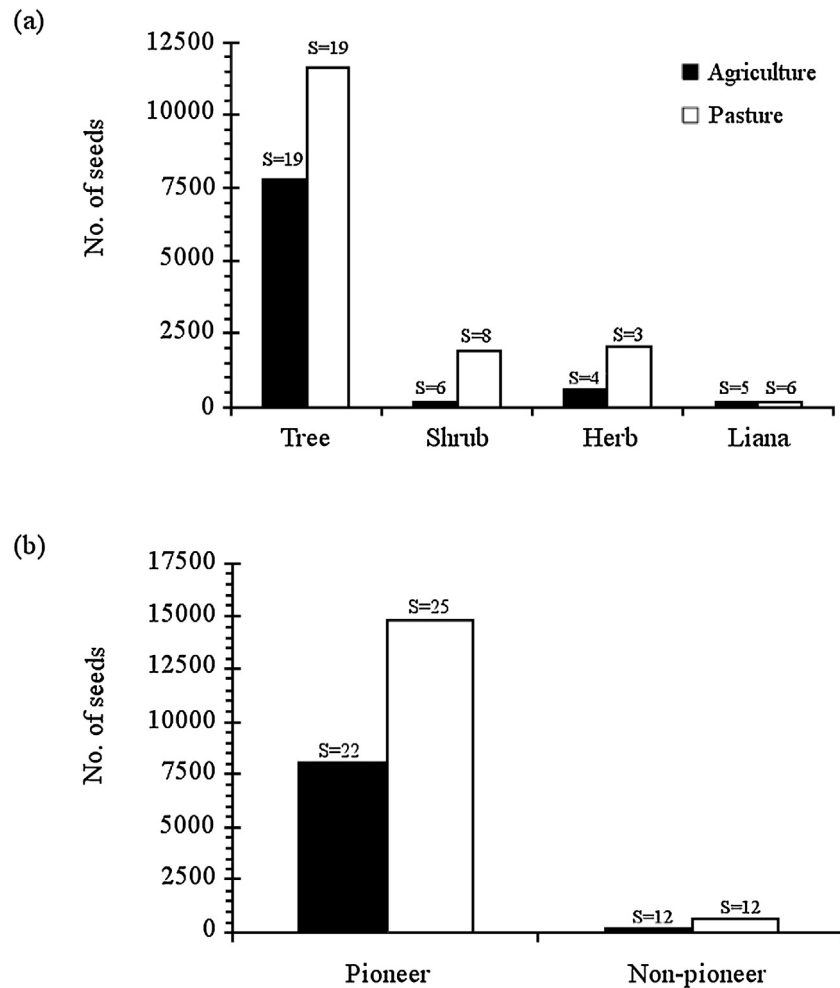 (a)
12500
10000
7500
5000
2500
0
No. of seeds
S=19
S=19
S=6
S=8
S=4
S=3
S=5
S=6
Agriculture
Pasture
Tree
Shrub
Herb
Liana
(b)
17500
15000
12500
10000
7500
5000
2500
0
No. of seeds
S=22
S=25
S=12
S=12
Pioneer
Non-pioneer